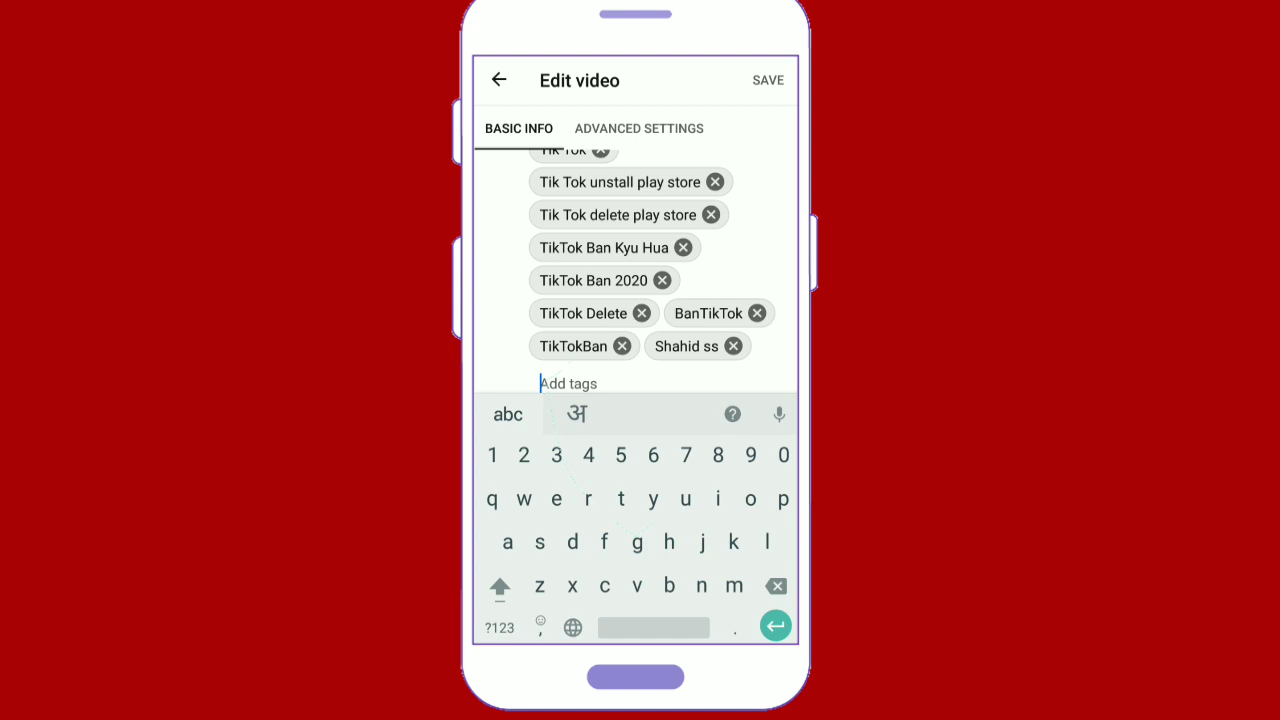 Edit video SAVE
BASIC INFO ADVANCED SETTINGS
Tik Tok
Tik Tok unstall play store
Tik Tok delete play store
TikTok Ban Kyu Hua
TikTok Ban 2020
TikTok Delete BanTikTok
TikTokBan Shahid ss
Add tags
abc अ
1 2 3 4 5 6 7 8 9 0
q w e r t y u i o p
a s d f g h j k l
z x c v b n m
?123 , .